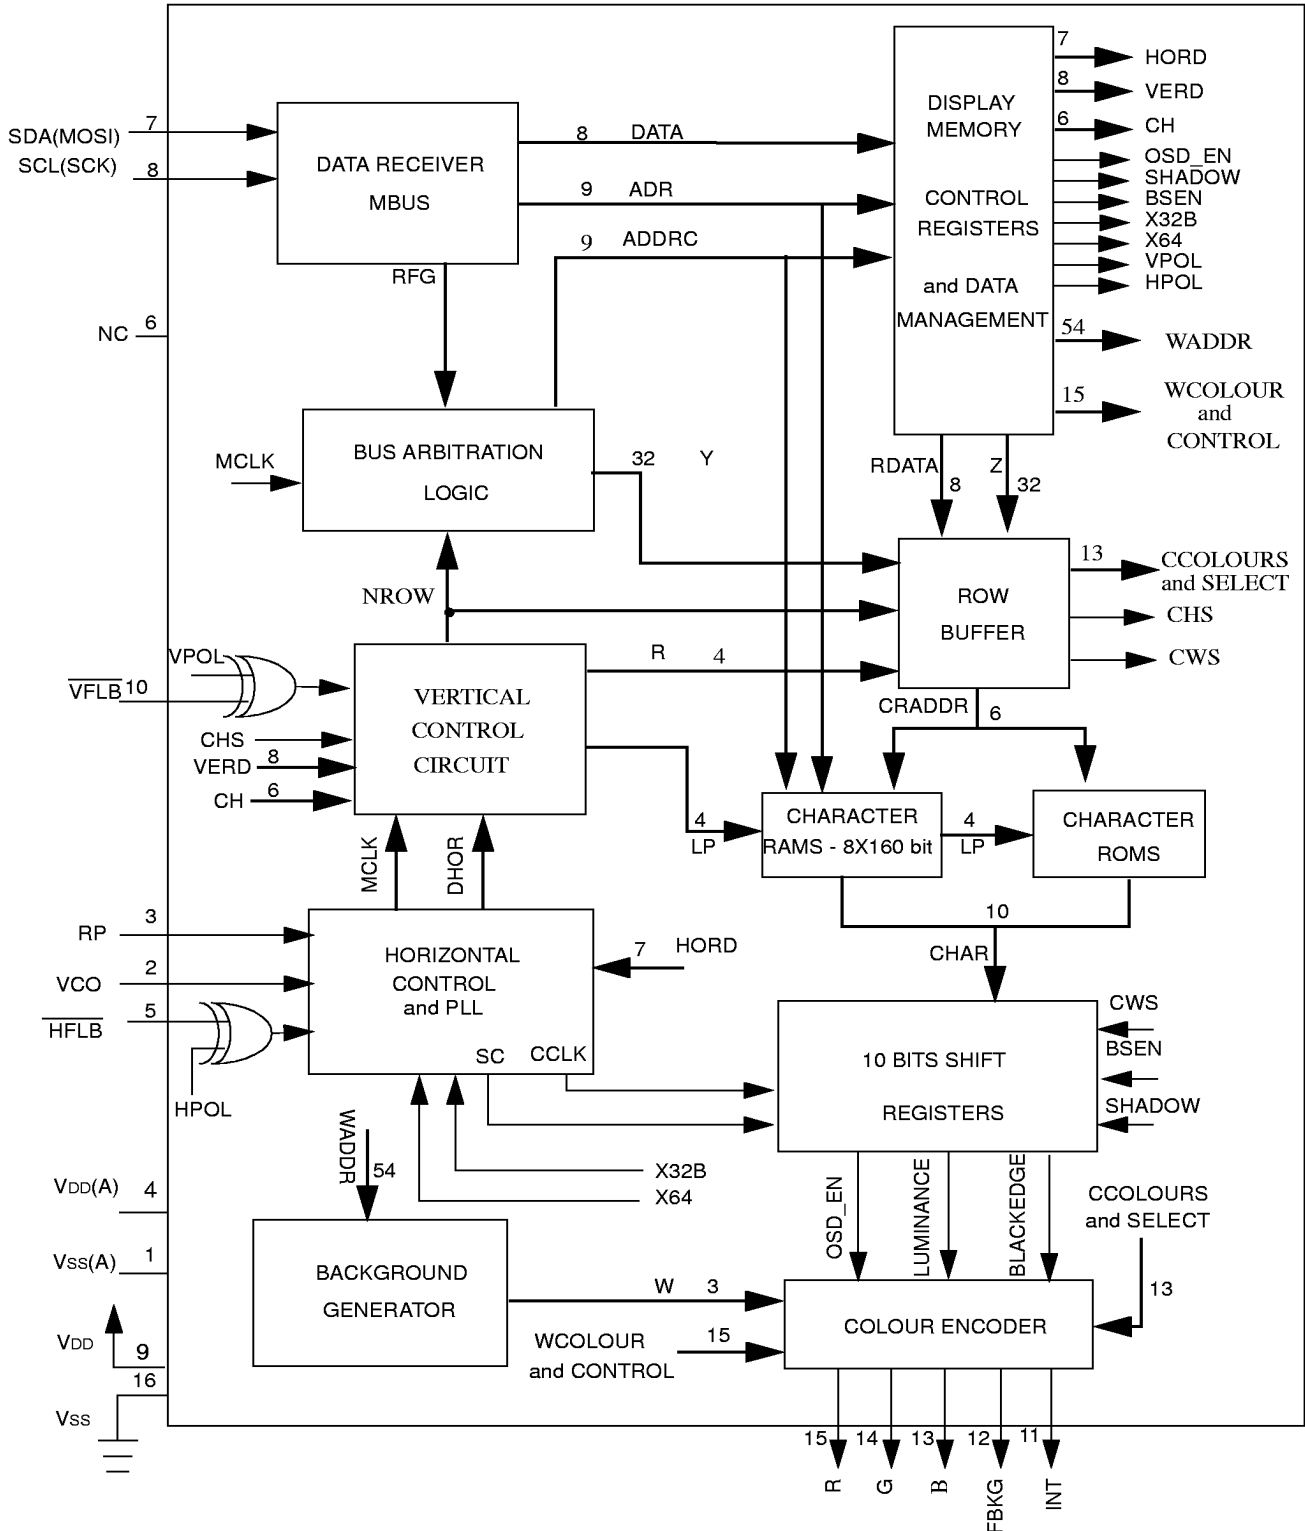 7
HORD
8
VERD
6
CH
OSD_EN
SHADOW
BSEN
X32B
X64
VPOL
HPOL
54
WADDR
15
WCOLOUR
and
CONTROL
DISPLAY
MEMORY
CONTROL
REGISTERS
and DATA
MANAGEMENT
SDA(MOSI)
7
SCL(SCK)
8
DATA RECEIVER
MBUS
8 DATA
9 ADR
9 ADDRC
RFG
NC 6
BUS ARBITRATION
LOGIC
MCLK
32 Y
RDATA
8
Z
32
ROW
BUFFER
13
CCOLOURS
and SELECT
CHS
CWS
NROW
R 4
VPOL
VFLB 10
CHS
VERD 8
CH 6
VERTICAL
CONTROL
CIRCUIT
CRADDR
6
4
LP
CHARACTER
RAMS - 8X160 bit
4
LP
CHARACTER
ROMS
MCLK
DHOR
10
CHAR
RP 3
VCO 2
HFLB 5
HPOL
HORIZONTAL
CONTROL
and PLL
SC
CCLK
7 HORD
10 BITS SHIFT
REGISTERS
CWS
BSEN
SHADOW
WADDR
54
X32B
X64
VDD(A) 4
VSS(A) 1
VDD 9
16
VSS
BACKGROUND
GENERATOR
W 3
WCOLOUR
and CONTROL
15
OSD_EN
LUMINANCE
BLACKEDGE
CCOLOURS
and SELECT
13
COLOUR ENCODER
15
14
13
12
11
R
G
B
FBKG
INT